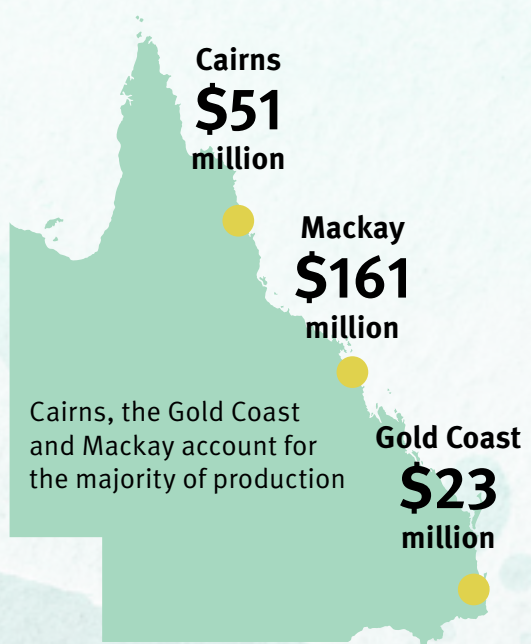 Cairns
$51
million
Mackay
$161
million
Cairns, the Gold Coast
and Mackay account for
the majority of production
Gold Coast
$23
million